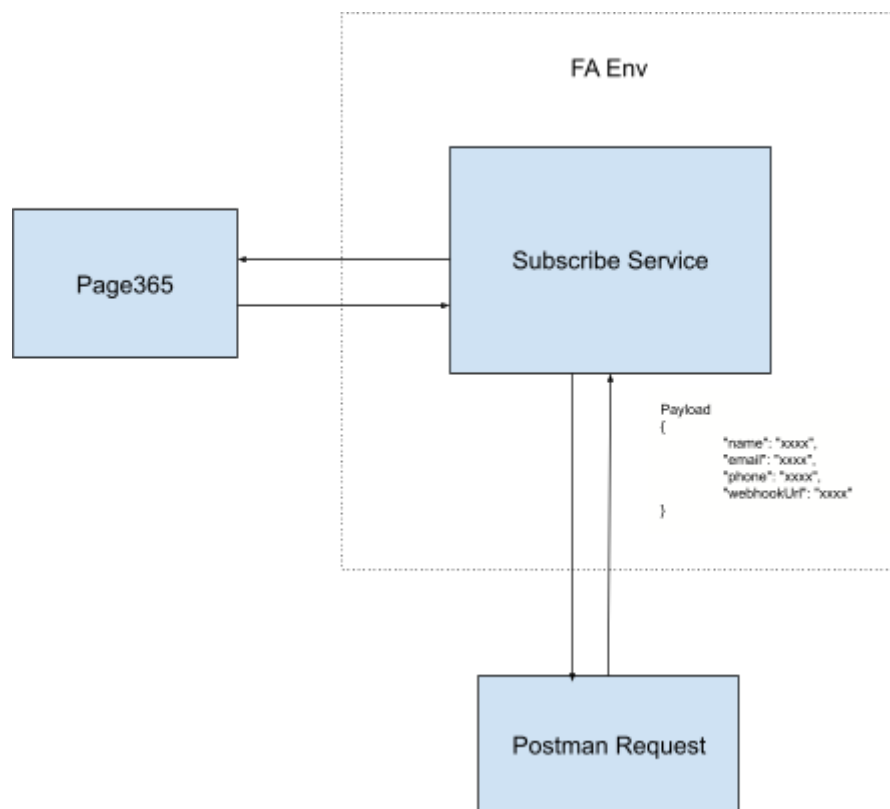 FA Env
Subscribe Service
Page365
Payload
{
"name": "xxxx",
"email": "xxxx",
"phone": "xxxx",
"webhookUrl": "xxxx"
}
Postman Request